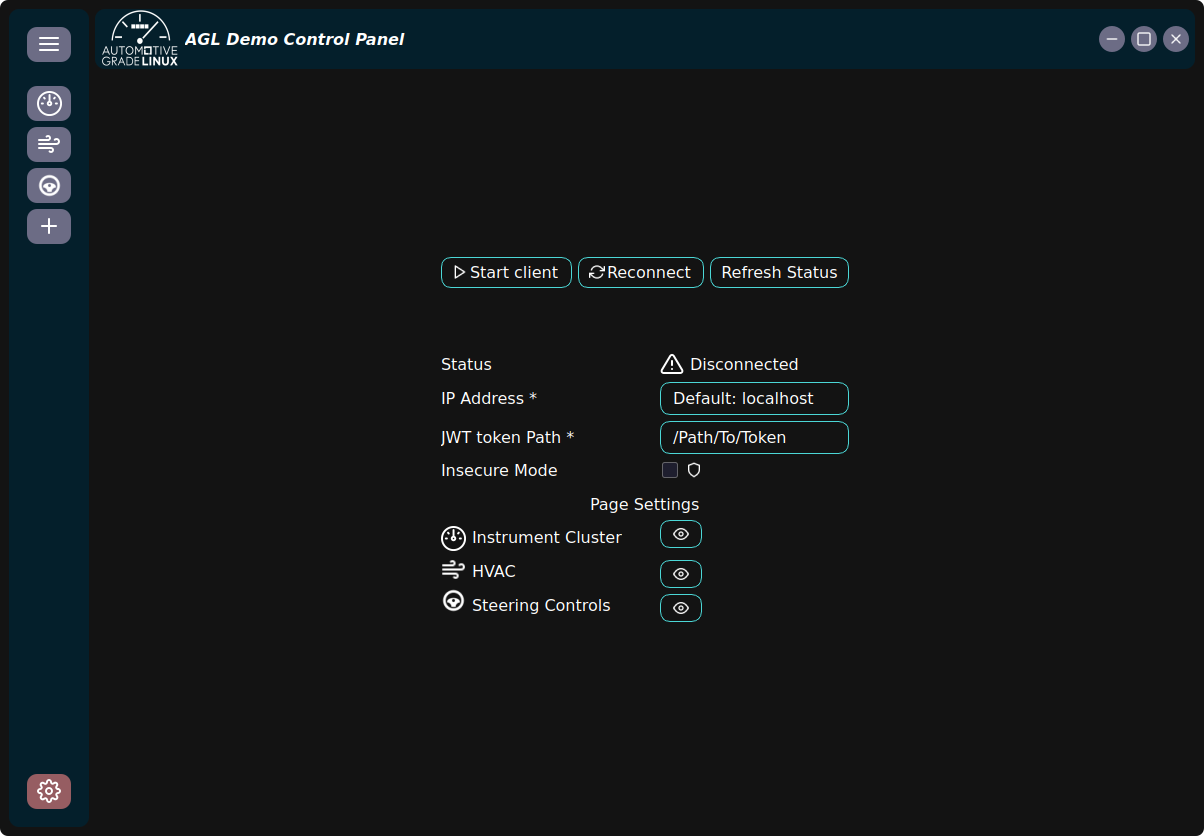 AUTOMOTIVE
GRADE LINUX
AGL Demo Control Panel
Start client
Reconnect
Refresh Status
Status
Disconnected
IP Address *
Default: localhost
JWT token Path *
/Path/To/Token
Insecure Mode
Page Settings
Instrument Cluster
HVAC
Steering Controls